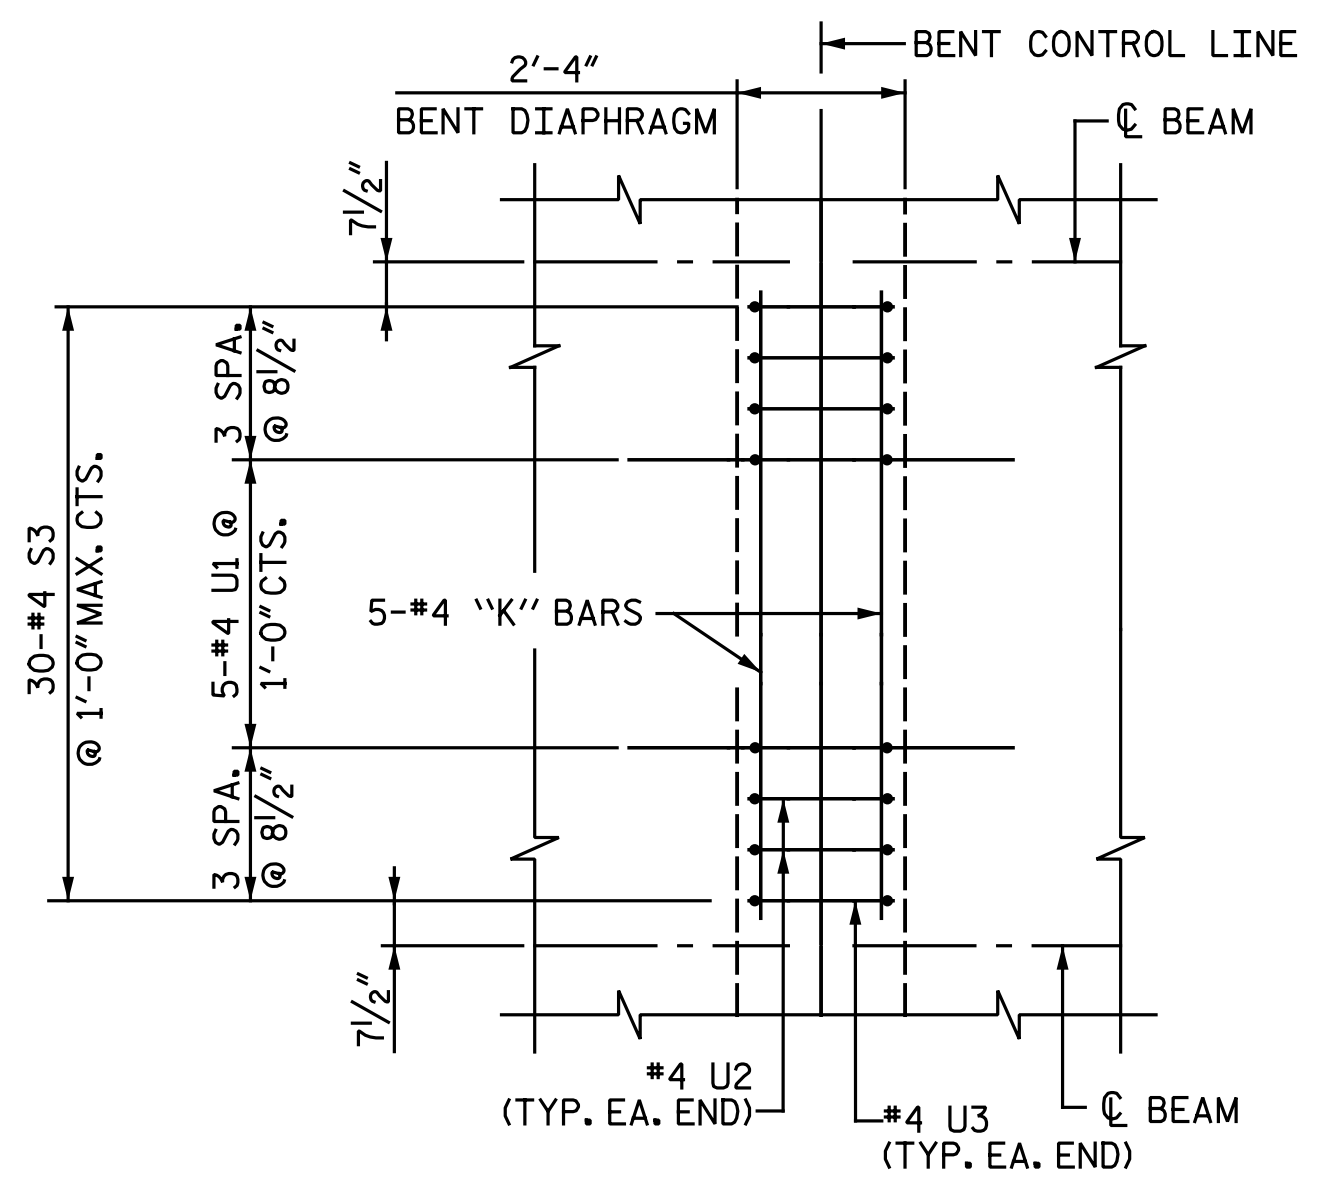 BENT CONTROL LINE
2'-4"
BENT DIAPHRAGM
℄ BEAM
7½"
3 SPA.
@ 8½"
30-#4 S3
@ 1'-0" MAX. CTS.
5-#4 U1 @
1'-0" CTS.
5-#4 "K" BARS
3 SPA.
@ 8½"
7½"
#4 U2
(TYP. EA. END)
℄ BEAM
#4 U3
(TYP. EA. END)